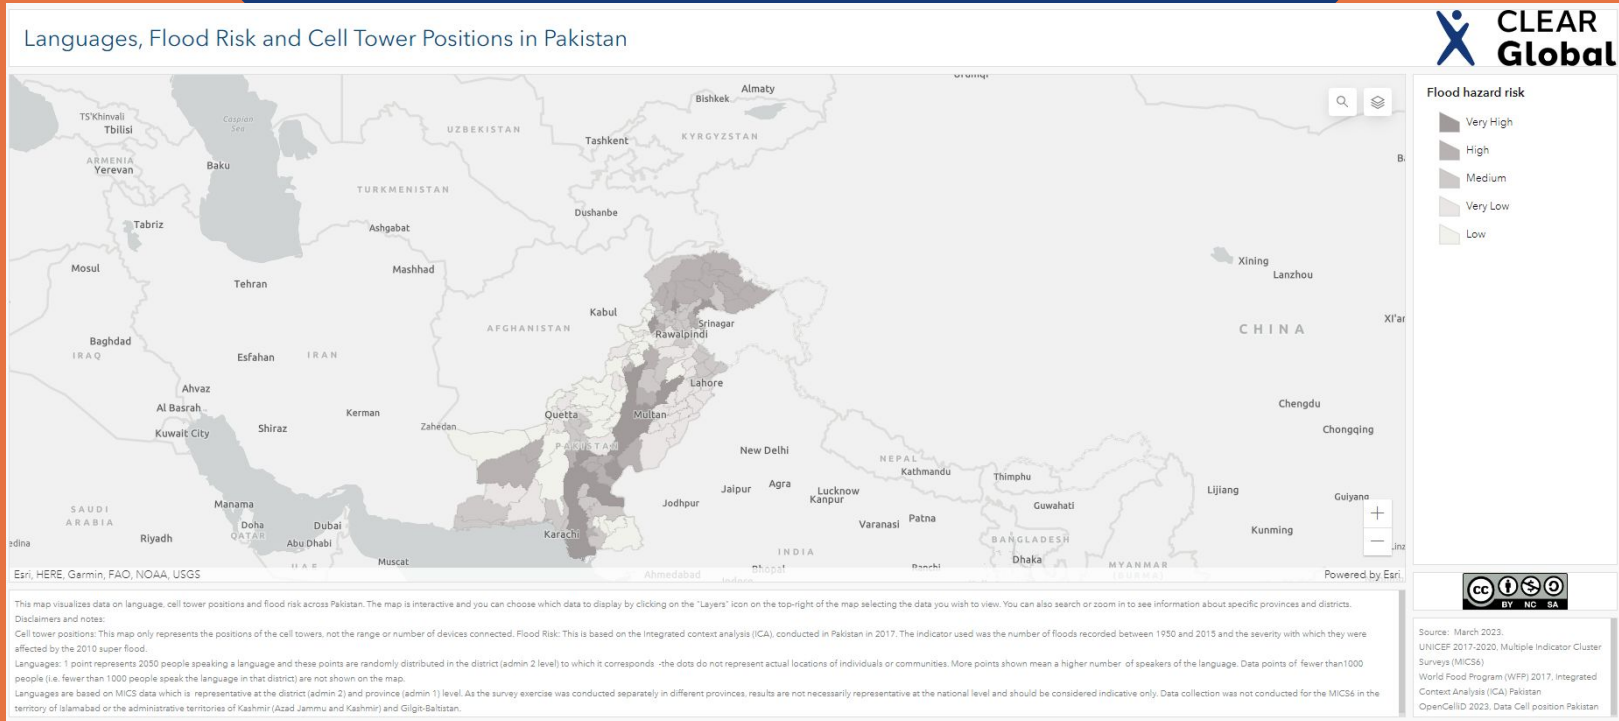 Languages, Flood Risk and Cell Tower Positions in Pakistan
CLEAR
Global
Almaty
Bishkek
TS'Khinvali
Tbilisi
Caspian
Sea
UZBEKISTAN
Tashkent
KYRGYZSTAN
ARMENIA
Yerevan
Baku
TURKMENISTAN
Dushanbe
Tabriz
Ashgabat
Mosul
Mashhad
Tehran
Xining
Lanzhou
Kabul
AFGHANISTAN
Srinagar
Rawalpindi
CHINA
Baghdad
IRAQ
Esfahan
IRAN
Lahore
Ahvaz
Al Basrah
Kerman
Quetta
Multan
Chengdu
Kuwait City
Shiraz
Zahedan
Chongqing
PAKISTAN
New Delhi
NEPAL
Kathmandu
Thimphu
Jaipur
Agra
Lucknow
Kanpur
Lijiang
Guiyang
Manama
Jodhpur
Guwahati
SAUDI
ARABIA
Doha
QATAR
Dubai
Varanasi
Patna
Riyadh
Abu Dhabi
Karachi
Kunming
BANGLADESH
INDIA
Muscat
Dhaka
MYANMAR
(BURMA)
Bhopal
Ranchi
Ahmedabad
Esri, HERE, Garmin, FAO, NOAA, USGS
Powered by Esri
Flood hazard risk
Very High
High
Medium
Very Low
Low
This map visualizes data on language, cell tower positions and flood risk across Pakistan. The map is interactive and you can choose which data to display by clicking on the "Layers" icon on the top-right of the map selecting the data you wish to view. You can also search or zoom in to see information about specific provinces and districts.
Disclaimers and notes:
Cell tower positions: This map only represents the positions of the cell towers, not the range or number of devices connected. Flood Risk: This is based on the Integrated context analysis (ICA), conducted in Pakistan in 2017. The indicator used was the number of floods recorded between 1950 and 2015 and the severity with which they were
affected by the 2010 super flood.
Languages: 1 point represents 2050 people speaking a language and these points are randomly distributed in the district (admin 2 level) to which it corresponds -the dots do not represent actual locations of individuals or communities. More points shown mean a higher number of speakers of the language. Data points of fewer than1000
people (i.e. fewer than 1000 people speak the language in that district) are not shown on the map.
Languages are based on MICS data which is representative at the district (admin 2) and province (admin 1) level. As the survey exercise was conducted separately in different provinces, results are not necessarily representative at the national level and should be considered indicative only. Data collection was not conducted for the MICS6 in the
territory of Islamabad or the administrative territories of Kashmir (Azad Jammu and Kashmir) and Gilgit-Baltistan.
cc
BY NC SA
Source: March 2023.
UNICEF 2017-2020, Multiple Indicator Cluster
Surveys (MICS6)
World Food Program (WFP) 2017, Integrated
Context Analysis (ICA) Pakistan
OpenCelliD 2023, Data Cell position Pakistan